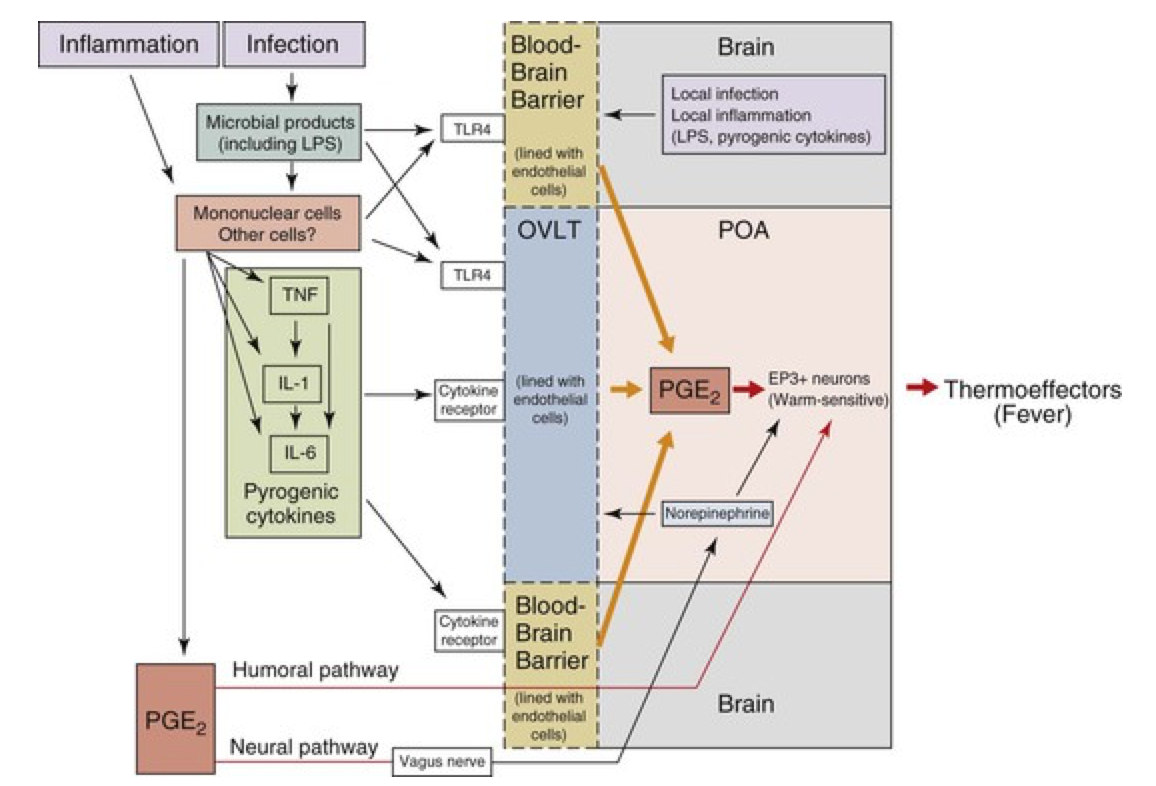 Inflammation
Infection
Microbial products
(including LPS)
Mononuclear cells
Other cells?
TNF
IL-1
IL-6
Pyrogenic
cytokines
TLR4
TLR4
Cytokine
receptor
Cytokine
receptor
Blood-
Brain
Barrier
(lined with
endothelial
cells)
OVLT
(lined with
endothelial
cells)
Blood-
Brain
Barrier
(lined with
endothelial
cells)
Brain
Local infection
Local inflammation
(LPS, pyrogenic cytokines)
POA
PGE₂
EP3+ neurons
(Warm-sensitive)
Thermoeffectors
(Fever)
Norepinephrine
Brain
PGE₂
Humoral pathway
Neural pathway
Vagus nerve